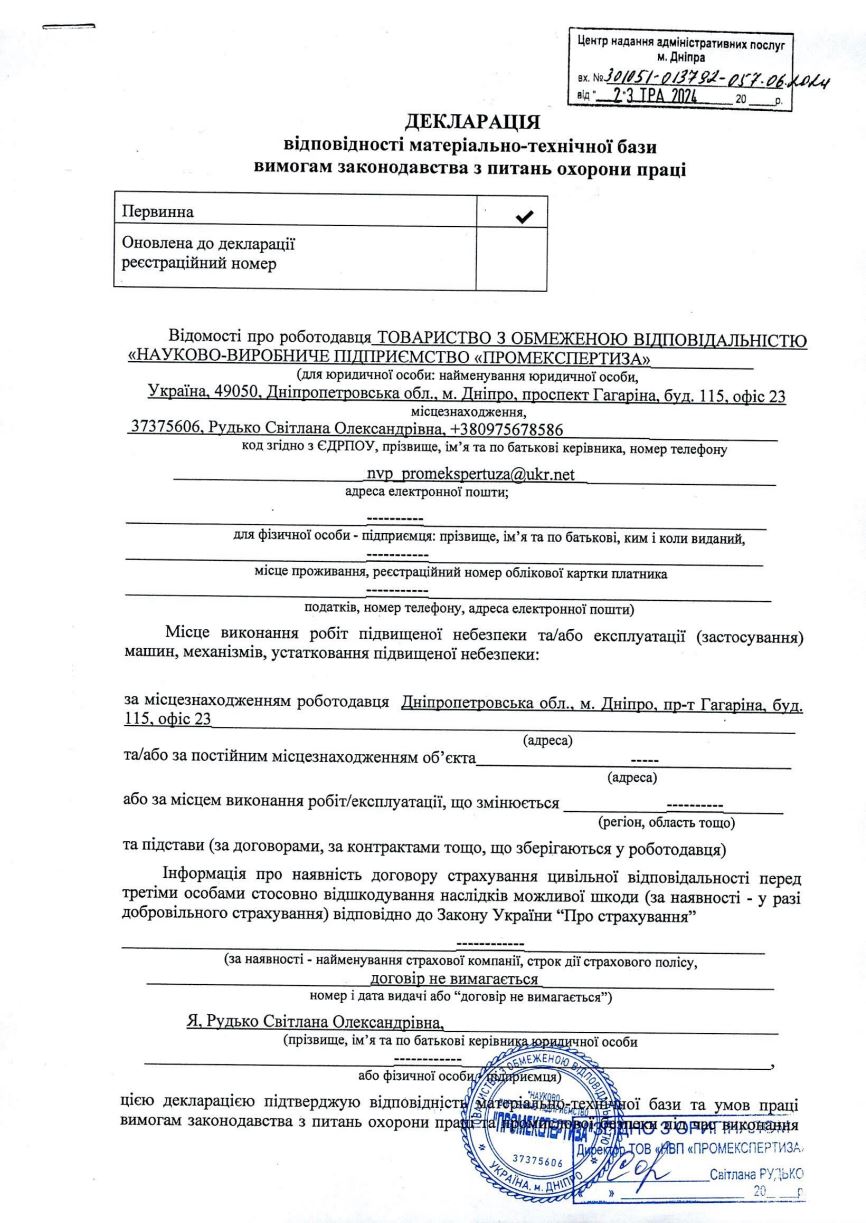 Центр надання адміністративних послуг
м. Дніпра
вх. №301051-013792-057-06.2024
від " 23 ТРА 2024 20 р.
ДЕКЛАРАЦІЯ
відповідності матеріально-технічної бази
вимогам законодавства з питань охорони праці
Первинна ✓
Оновлена до декларації
реєстраційний номер
Відомості про роботодавця ТОВАРИСТВО З ОБМЕЖЕНОЮ ВІДПОВІДАЛЬНІСТЮ
«НАУКОВО-ВИРОБНИЧЕ ПІДПРИЄМСТВО «ПРОМЕКСПЕРТИЗА»
(для юридичної особи: найменування юридичної особи,
Україна, 49050, Дніпропетровська обл., м. Дніпро, проспект Гагаріна, буд. 115, офіс 23
місцезнаходження,
37375606, Рудько Світлана Олександрівна, +380975678586
код згідно з ЄДРПОУ, прізвище, ім’я та по батькові керівника, номер телефону
nvp_promekspertuza@ukr.net
адреса електронної пошти;
----------
для фізичної особи - підприємця: прізвище, ім’я та по батькові, ким і коли виданий,
-----------
місце проживання, реєстраційний номер облікової картки платника
-----------
податків, номер телефону, адреса електронної пошти)
Місце виконання робіт підвищеної небезпеки та/або експлуатації (застосування)
машин, механізмів, устатковання підвищеної небезпеки:
за місцезнаходженням роботодавця Дніпропетровська обл., м. Дніпро, пр-т Гагаріна, буд.
115, офіс 23
(адреса)
та/або за постійним місцезнаходженням об’єкта -----
(адреса)
або за місцем виконання робіт/експлуатації, що змінюється ----------
(регіон, область тощо)
та підстави (за договорами, за контрактами тощо, що зберігаються у роботодавця)
Інформація про наявність договору страхування цивільної відповідальності перед
третіми особами стосовно відшкодування наслідків можливої шкоди (за наявності - у разі
добровільного страхування) відповідно до Закону України “Про страхування”
------------
(за наявності - найменування страхової компанії, строк дії страхового полісу,
договір не вимагається
номер і дата видачі або “договір не вимагається”)
Я, Рудько Світлана Олександрівна,
(прізвище, ім’я та по батькові керівника юридичної особи
------------ ,
або фізичної особи - підприємця)
цією декларацією підтверджую відповідність матеріально-технічної бази та умов праці
вимогам законодавства з питань охорони праці та промислової безпеки під час виконання
ТОВАРИСТВО З ОБМЕЖЕНОЮ ВІДПОВІДАЛЬНІСТЮ
"НАУКОВО
ПІДПРИЄМСТВО
"ПРОМЕКСПЕРТИЗА"
37375606
УКРАЇНА, м. ДНІПРО
ЗГІДНО З ОРИГІНАЛОМ
Директор ТОВ «НВП «ПРОМЕКСПЕРТИЗА
Світлана РУДЬКО
" » 20 р